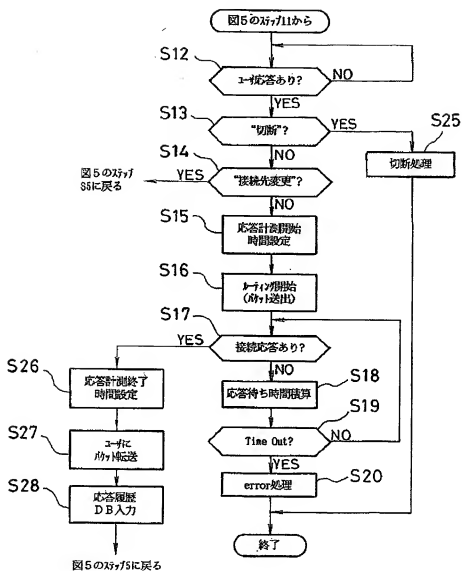 図5のステップ11から
S12
ユーザ応答あり?
NO
YES
S13
“切断”?
YES
S25
切断処理
NO
S14
“接続先変更”?
YES
図5のステップ
S5に戻る
NO
S15
応答計測開始
時間設定
S16
ルーティング開始
(パケット送出)
S17
接続応答あり?
YES
NO
S26
応答計測終了
時間設定
S18
応答待ち時間積算
S19
Time Out?
NO
YES
S27
ユーザに
パケット転送
S20
error処理
S28
応答履歴
DB入力
終了
図5のステップ5に戻る